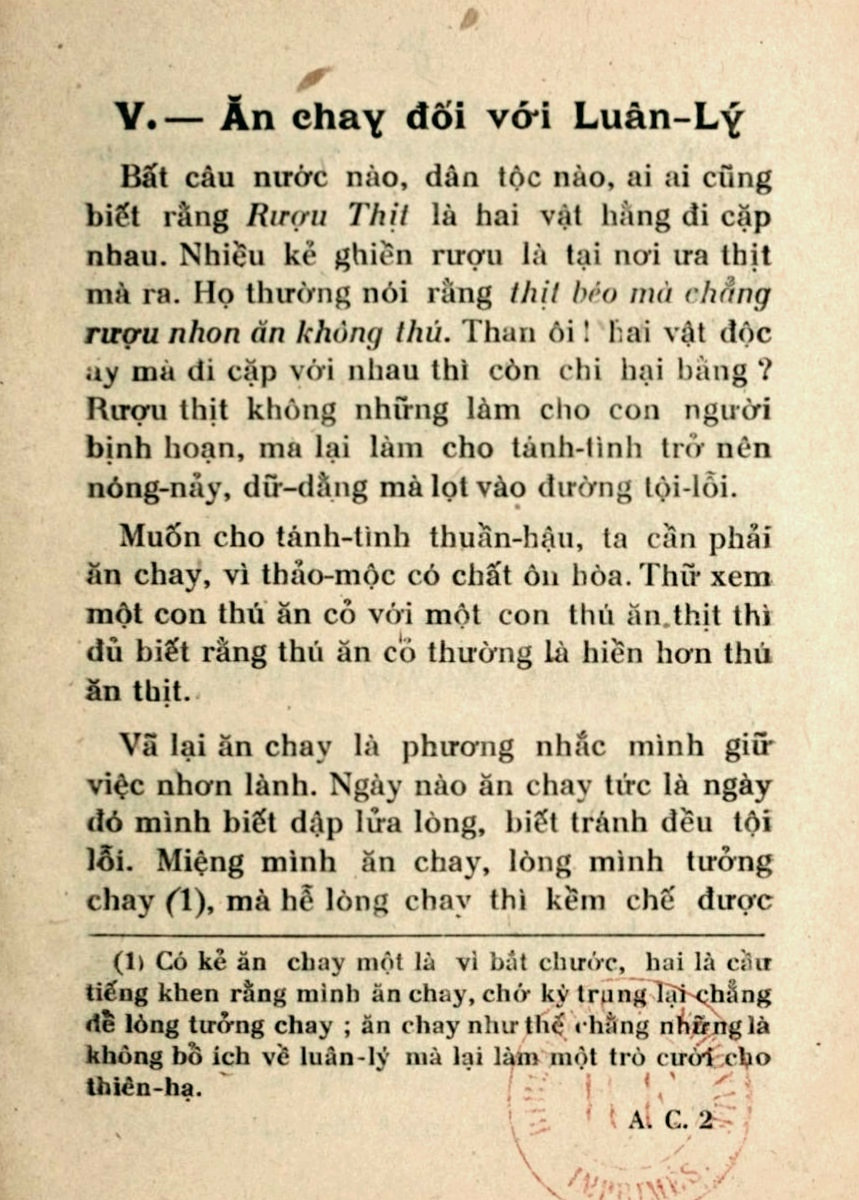 V.— Ăn chay đối với Luân-Lý
Bất câu nước nào, dân tộc nào, ai ai cũng
biết rằng Rượu Thịt là hai vật hằng đi cặp
nhau. Nhiều kẻ ghiền rượu là tại nơi ưa thịt
mà ra. Họ thường nói rằng thịt béo mà chẳng
rượu nhon ăn không thú. Than ôi ! hai vật độc
ay mà đi cặp với nhau thì còn chi hại bằng ?
Rượu thịt không những làm cho con người
bịnh hoạn, ma lại làm cho tánh-tình trở nên
nóng-nảy, dữ-dằng mà lọt vào đường tội-lỗi.
Muốn cho tánh-tình thuần-hậu, ta cần phải
ăn chay, vì thảo-mộc có chất ôn hòa. Thữ xem
một con thú ăn cỏ với một con thú ăn thịt thì
đủ biết rằng thú ăn cỏ thường là hiền hơn thú
ăn thịt.
Vã lại ăn chay là phương nhắc mình giữ
việc nhơn lành. Ngày nào ăn chay tức là ngày
đó mình biết dập lửa lòng, biết tránh đều tội
lỗi. Miệng mình ăn chay, lòng mình tưởng
chay (1), mà hễ lòng chay thì kềm chế được
(1) Có kẻ ăn chay một là vì bắt chước, hai là cầu
tiếng khen rằng mình ăn chay, chớ kỳ trung lại chẳng
để lòng tưởng chay ; ăn chay như thế chẳng những là
không bổ ích về luân-lý mà lại làm một trò cười cho
thiên-hạ.
A. C. 2
IMPRIMÉS.